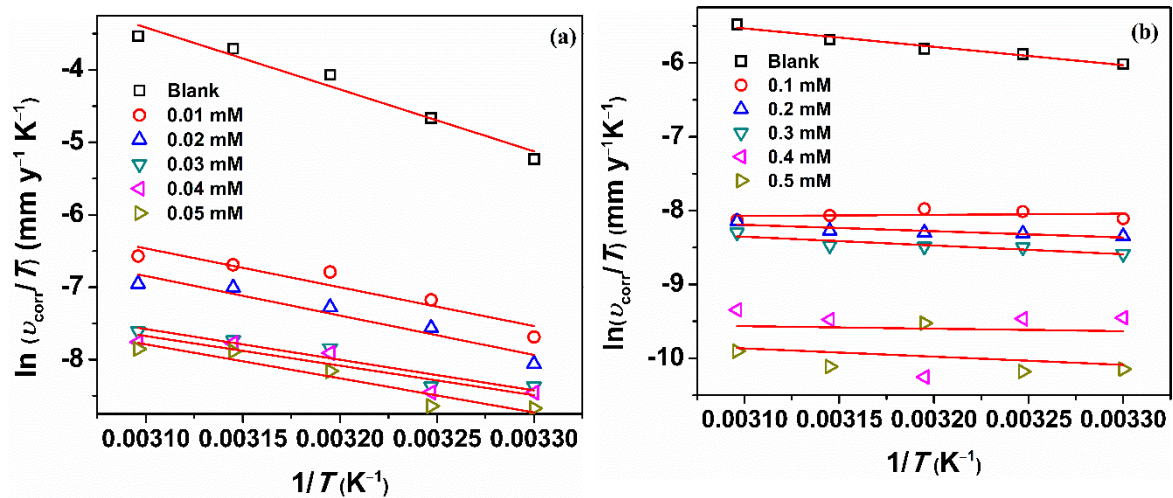 (a)
ln (υcorr/T) (mm y⁻¹ K⁻¹)
-4
-5
-6
-7
-8
Blank
0.01 mM
0.02 mM
0.03 mM
0.04 mM
0.05 mM
0.00310 0.00315 0.00320 0.00325 0.00330
1/T (K⁻¹)
(b)
ln(υcorr/T) (mm y⁻¹K⁻¹)
-6
-8
-10
Blank
0.1 mM
0.2 mM
0.3 mM
0.4 mM
0.5 mM
0.00310 0.00315 0.00320 0.00325 0.00330
1/T (K⁻¹)